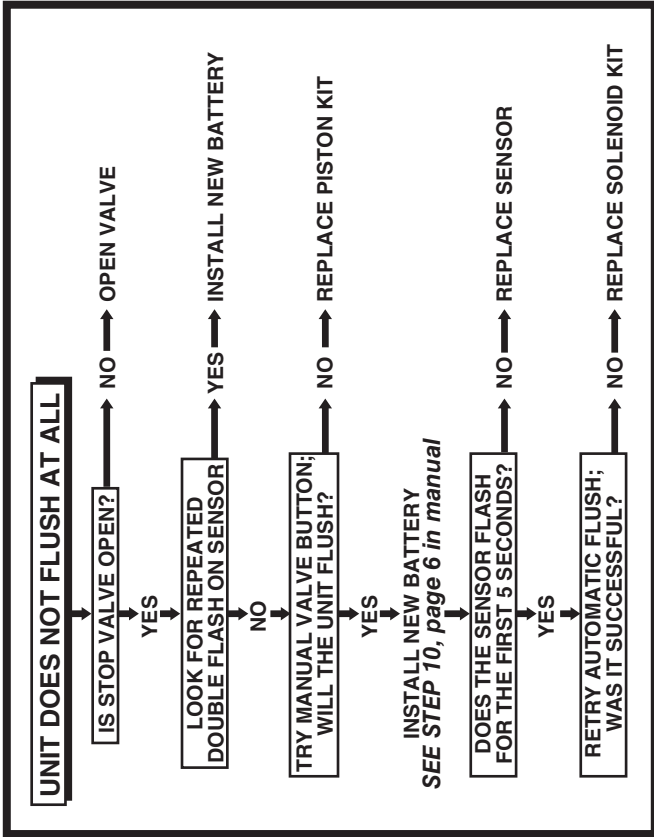 UNIT DOES NOT FLUSH AT ALL
IS STOP VALVE OPEN?
NO
OPEN VALVE
YES
LOOK FOR REPEATED
DOUBLE FLASH ON SENSOR
YES
INSTALL NEW BATTERY
NO
TRY MANUAL VALVE BUTTON;
WILL THE UNIT FLUSH?
NO
REPLACE PISTON KIT
YES
INSTALL NEW BATTERY
SEE STEP 10, page 6 in manual
DOES THE SENSOR FLASH
FOR THE FIRST 5 SECONDS?
NO
REPLACE SENSOR
YES
RETRY AUTOMATIC FLUSH;
WAS IT SUCCESSFUL?
NO
REPLACE SOLENOID KIT